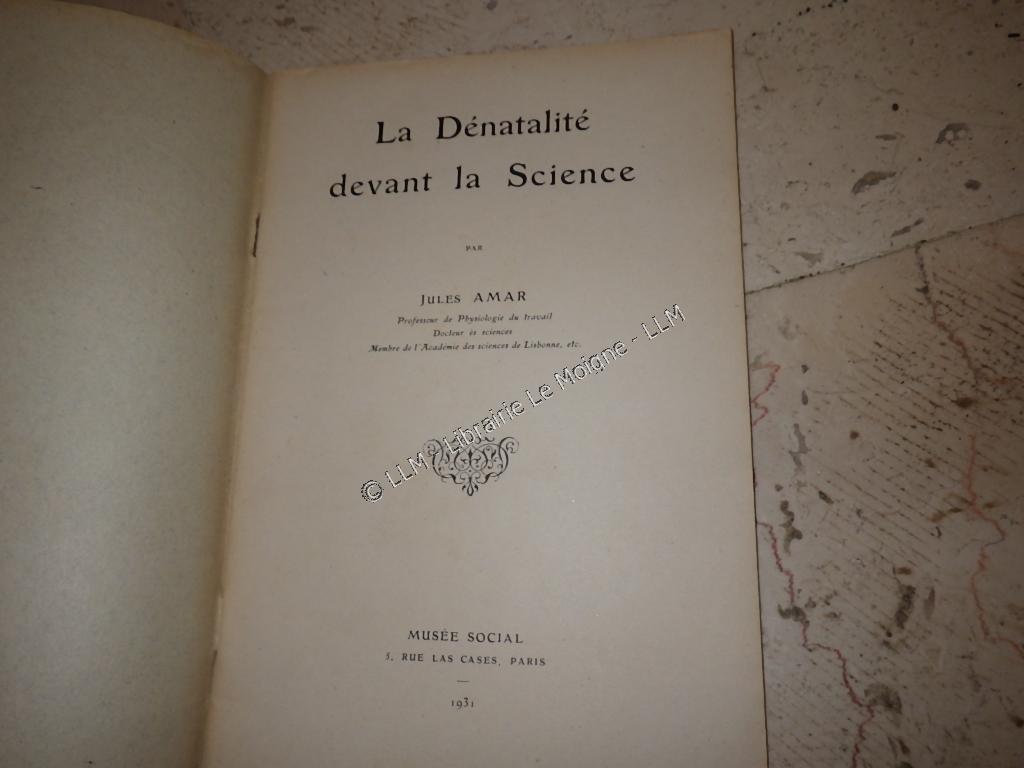 La Dénatalité
devant la Science
PAR
JULES AMAR
Professeur de Physiologie du travail
Docteur ès sciences
Membre de l'Académie des sciences de Lisbonne, etc.
© LLM - Librairie Le Moigne - LLM
MUSÉE SOCIAL
5, RUE LAS CASES, PARIS
1931